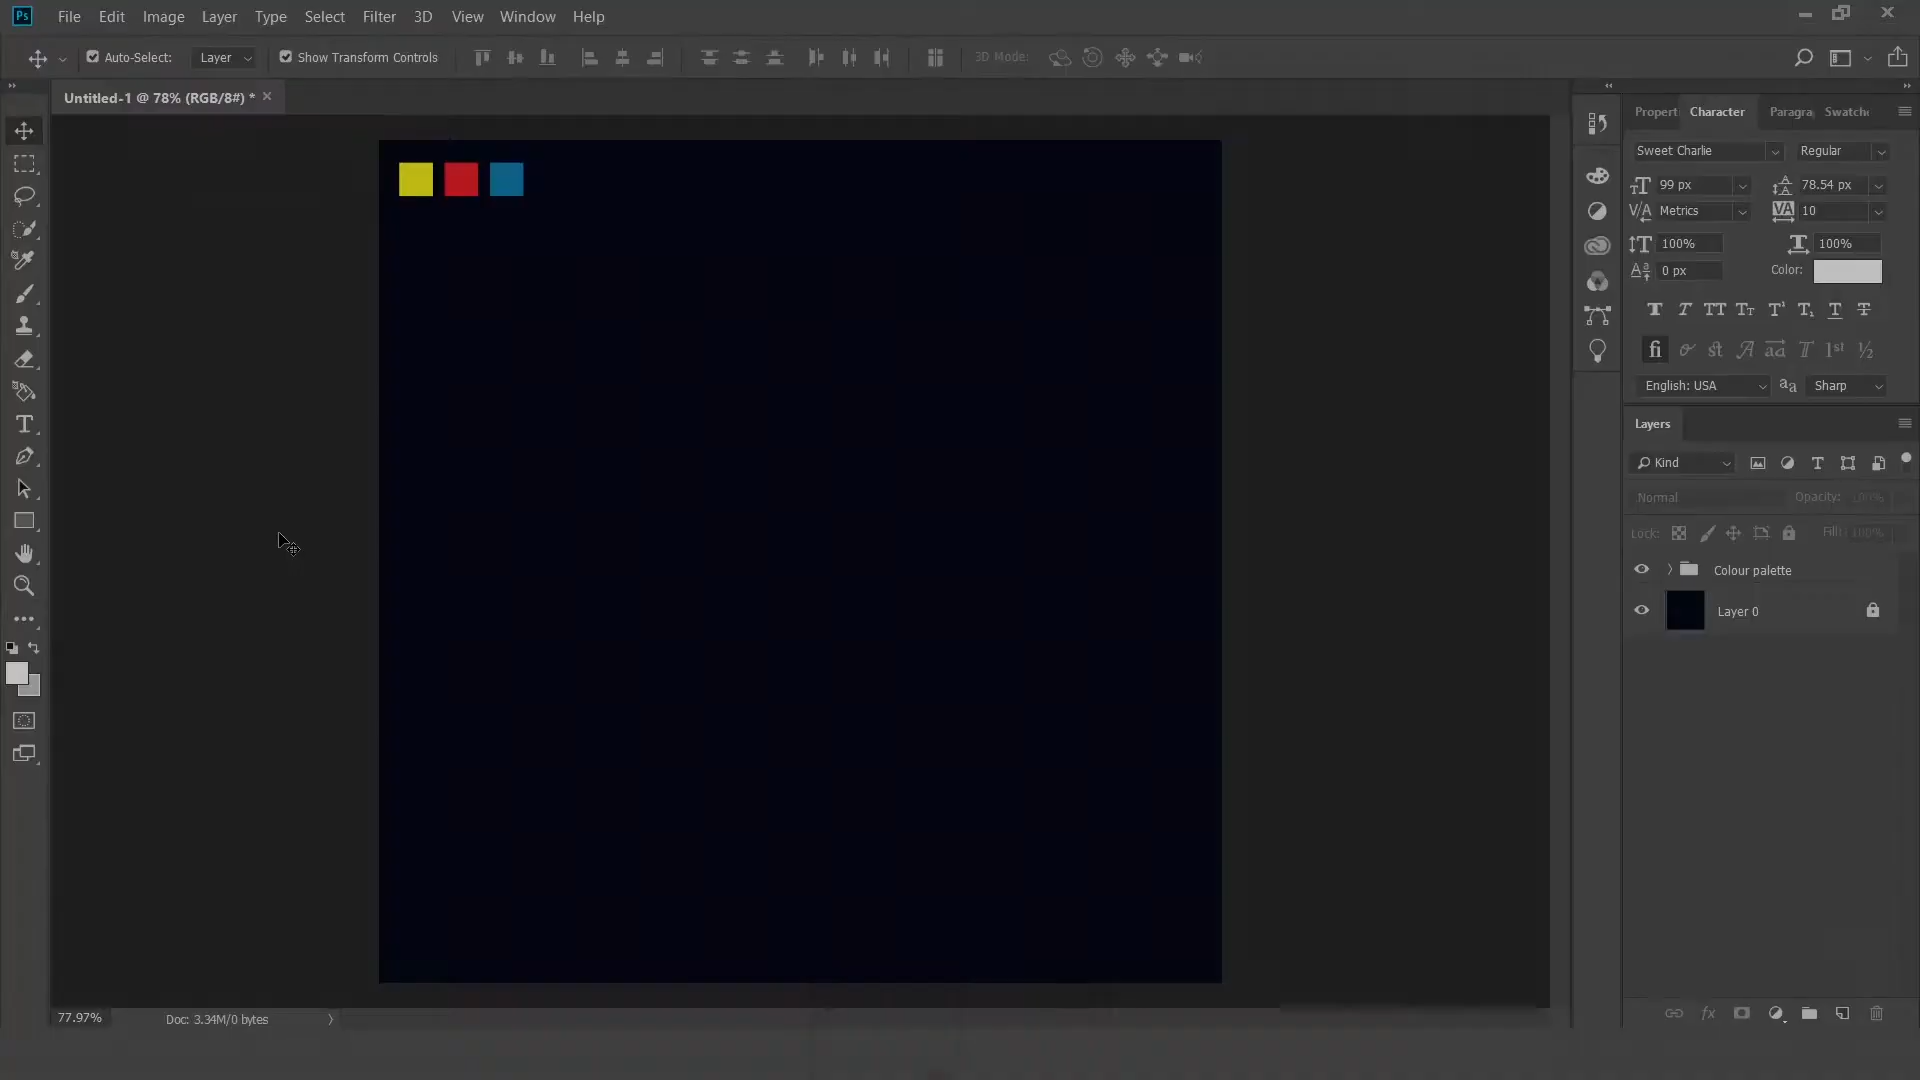 Ps File Edit Image Layer Type Select Filter 3D View Window Help
Auto-Select: Layer Show Transform Controls 3D Mode:
Untitled-1 @ 78% (RGB/8#) *
Propert Character Paragra Swatch
Sweet Charlie Regular
99 px 78.54 px
Metrics 10
100% 100%
0 px Color:
English: USA Sharp
Layers
Kind
Normal Opacity: 100%
Lock: Fill: 100%
Colour palette
Layer 0
77.97% Doc: 3.34M/0 bytes